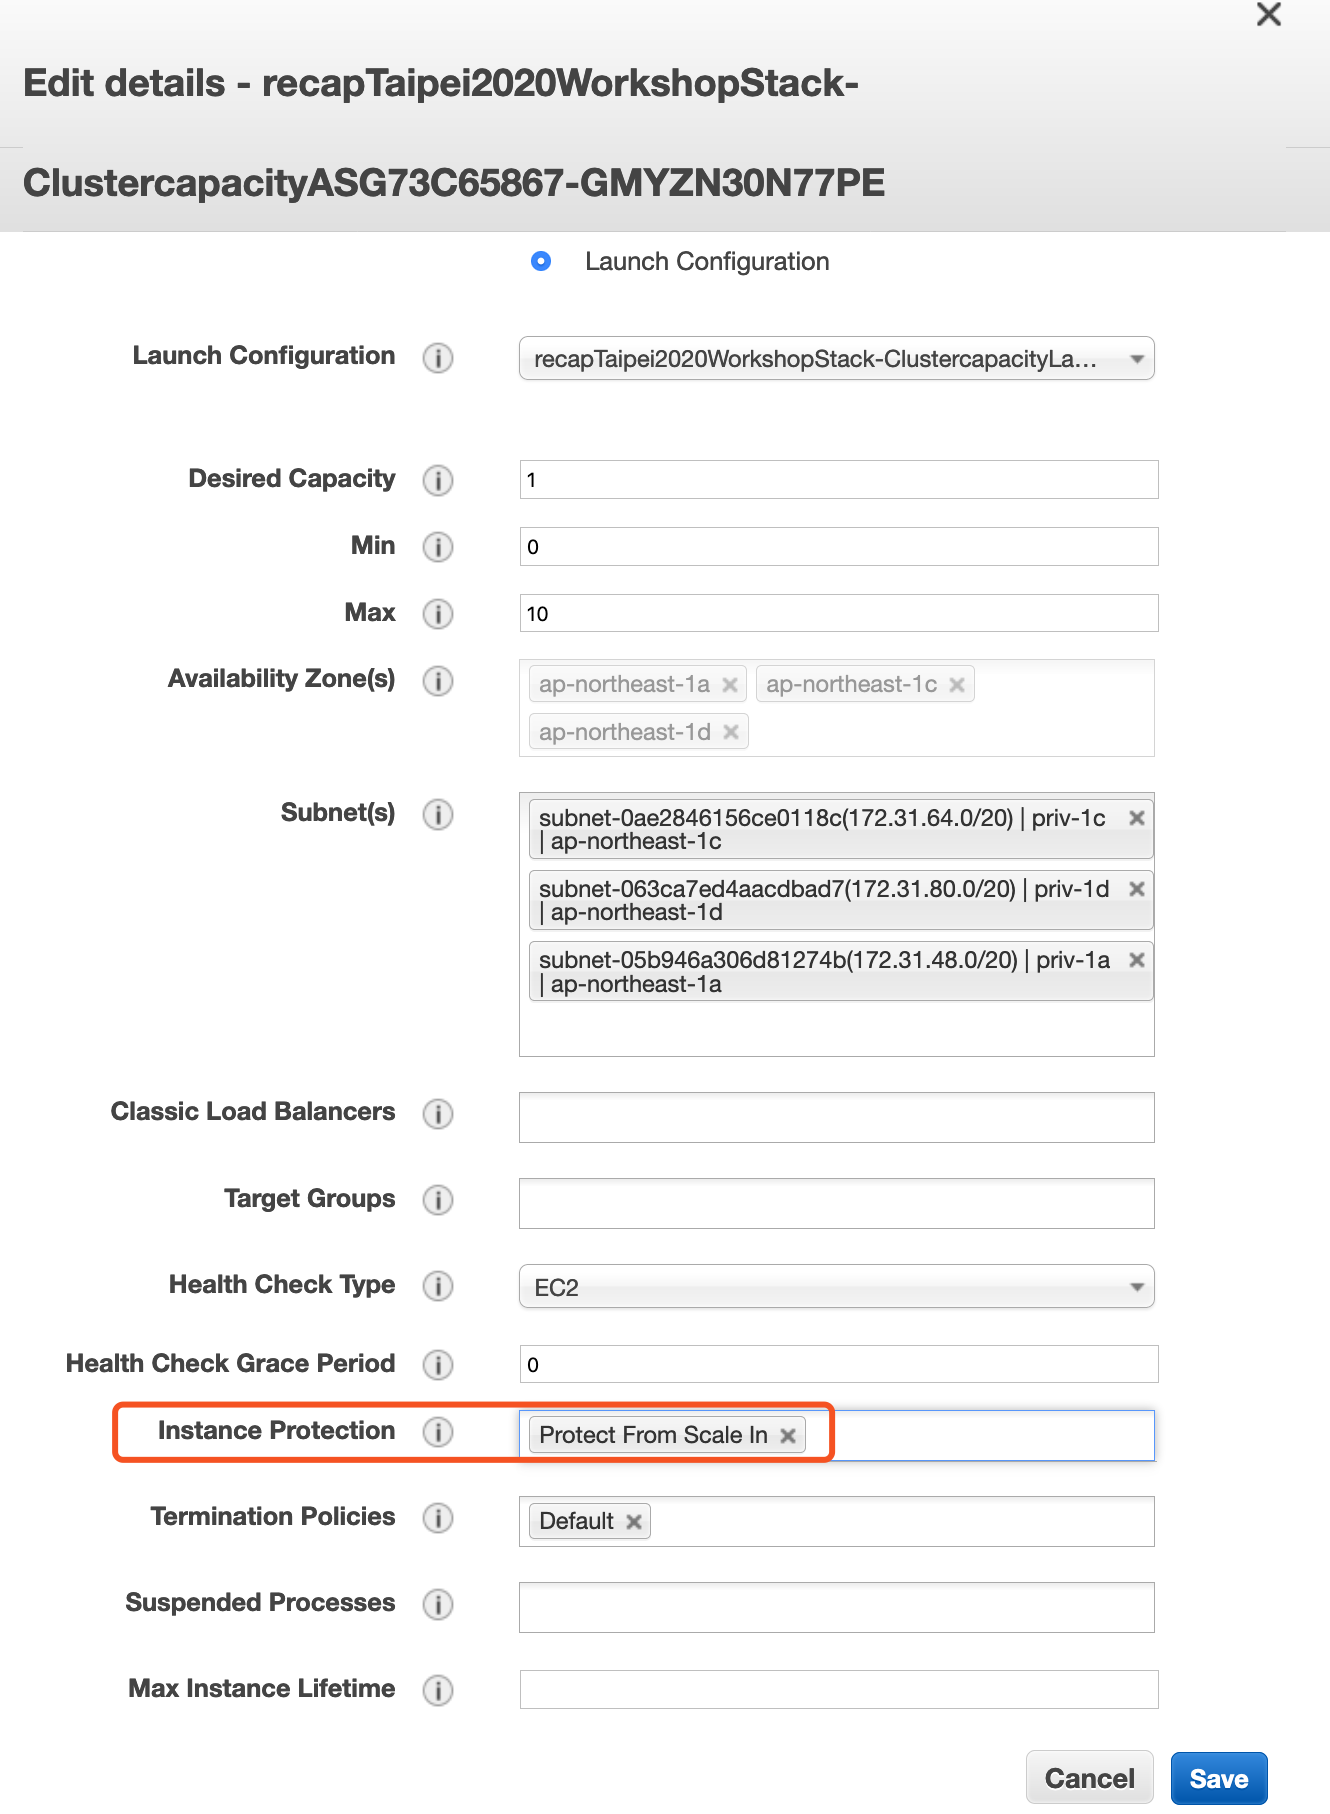 Edit details - recapTaipei2020WorkshopStack-
ClustercapacityASG73C65867-GMYZN30N77PE
Launch Configuration
Launch Configuration i recapTaipei2020WorkshopStack-ClustercapacityLa...
Desired Capacity i 1
Min i 0
Max i 10
Availability Zone(s) i ap-northeast-1a × ap-northeast-1c ×
ap-northeast-1d ×
Subnet(s) i subnet-0ae2846156ce0118c(172.31.64.0/20) | priv-1c ×
| ap-northeast-1c
subnet-063ca7ed4aacdbad7(172.31.80.0/20) | priv-1d ×
| ap-northeast-1d
subnet-05b946a306d81274b(172.31.48.0/20) | priv-1a ×
| ap-northeast-1a
Classic Load Balancers i
Target Groups i
Health Check Type i EC2
Health Check Grace Period i 0
Instance Protection i Protect From Scale In ×
Termination Policies i Default ×
Suspended Processes i
Max Instance Lifetime i
Cancel Save